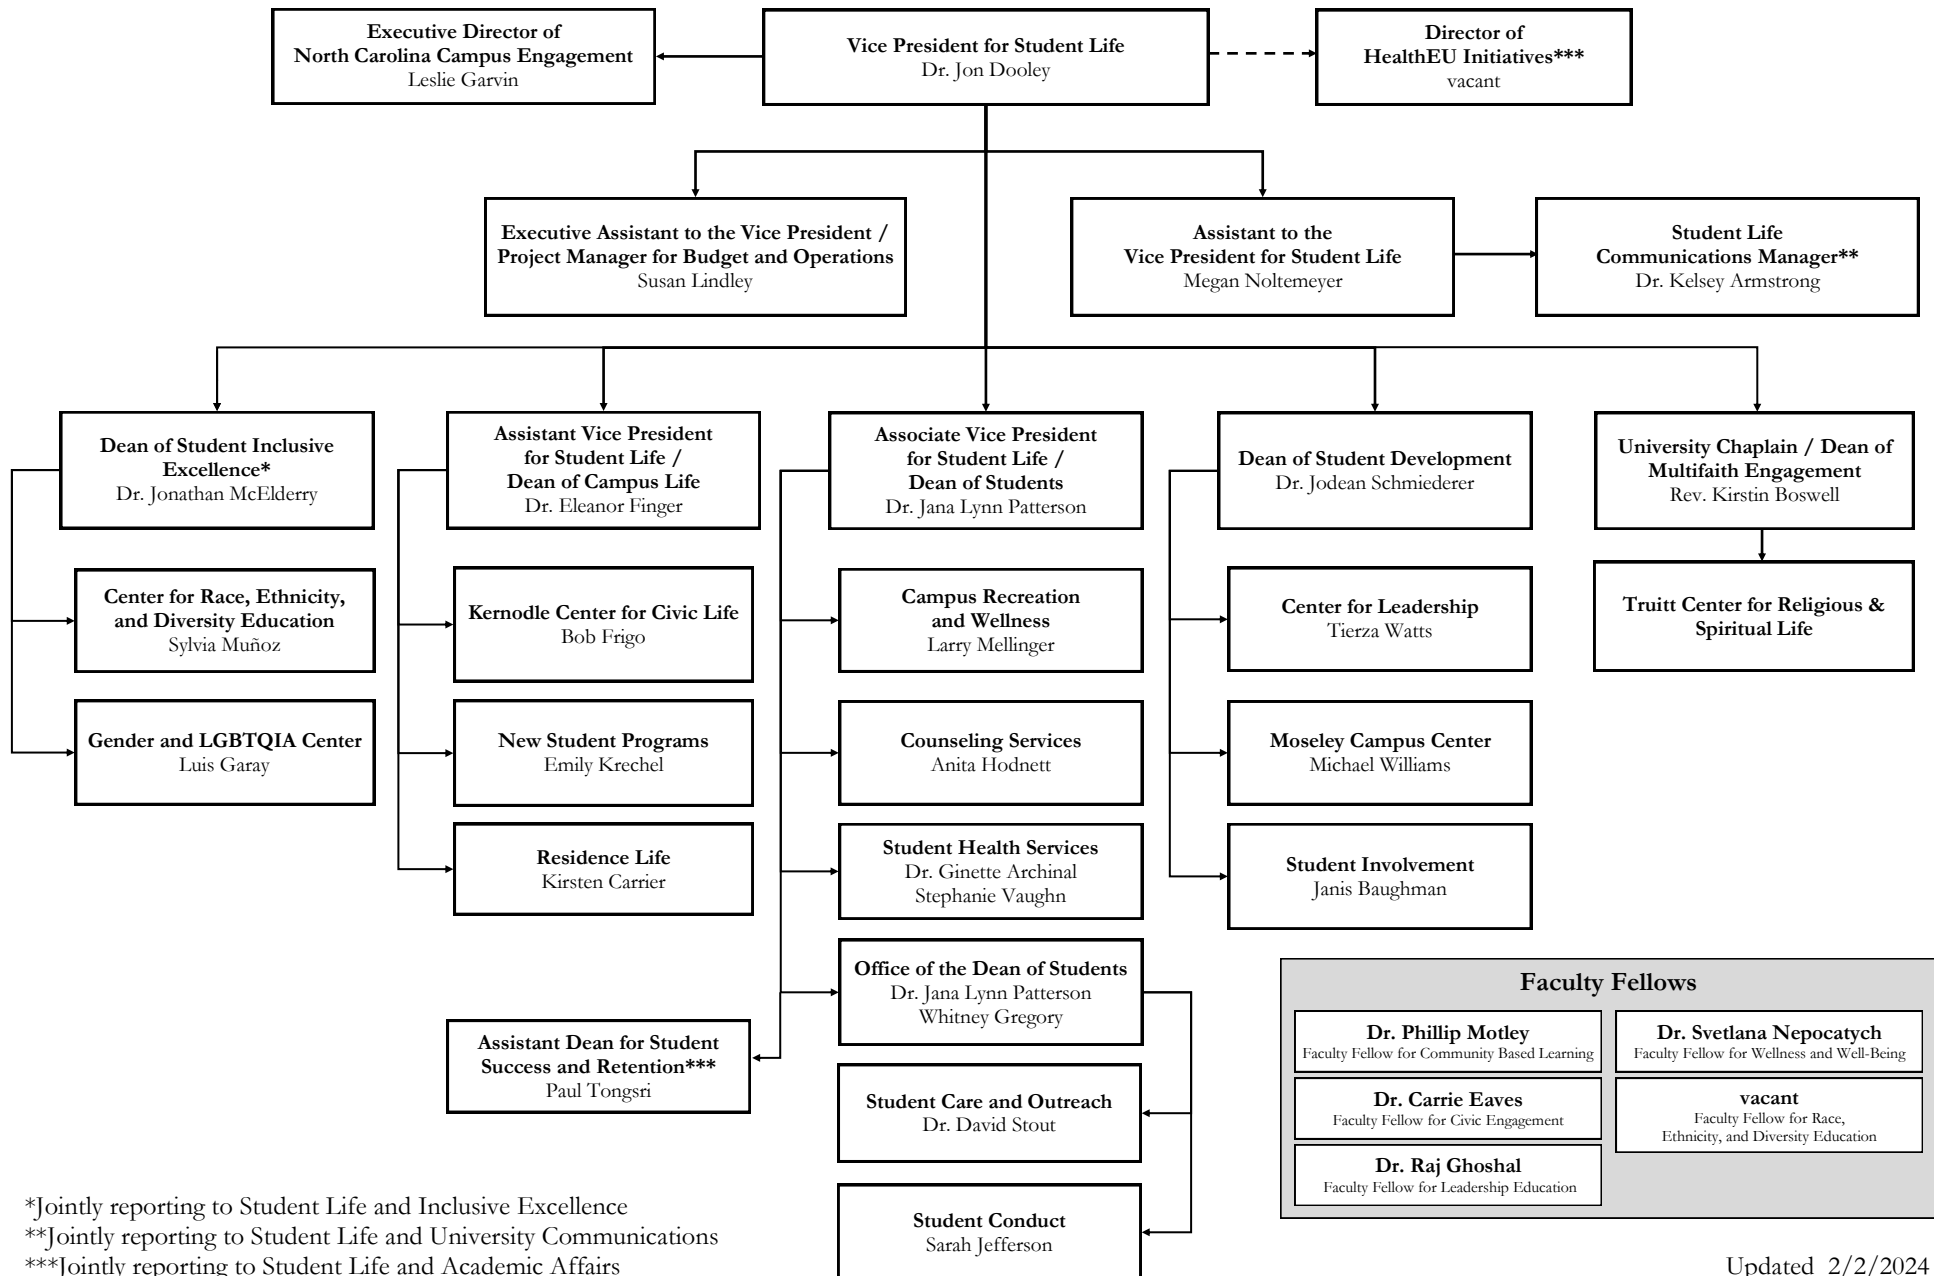 Executive Director of
North Carolina Campus Engagement
Leslie Garvin
Vice President for Student Life
Dr. Jon Dooley
Director of
HealthEU Initiatives***
vacant
Executive Assistant to the Vice President /
Project Manager for Budget and Operations
Susan Lindley
Assistant to the
Vice President for Student Life
Megan Noltemeyer
Student Life
Communications Manager**
Dr. Kelsey Armstrong
Dean of Student Inclusive
Excellence*
Dr. Jonathan McElderry
Assistant Vice President
for Student Life /
Dean of Campus Life
Dr. Eleanor Finger
Associate Vice President
for Student Life /
Dean of Students
Dr. Jana Lynn Patterson
Dean of Student Development
Dr. Jodean Schmiederer
University Chaplain / Dean of
Multifaith Engagement
Rev. Kirstin Boswell
Center for Race, Ethnicity,
and Diversity Education
Sylvia Muñoz
Kernodle Center for Civic Life
Bob Frigo
Campus Recreation
and Wellness
Larry Mellinger
Center for Leadership
Tierza Watts
Truitt Center for Religious &
Spiritual Life
Gender and LGBTQIA Center
Luis Garay
New Student Programs
Emily Krechel
Counseling Services
Anita Hodnett
Moseley Campus Center
Michael Williams
Residence Life
Kirsten Carrier
Student Health Services
Dr. Ginette Archinal
Stephanie Vaughn
Student Involvement
Janis Baughman
Office of the Dean of Students
Dr. Jana Lynn Patterson
Whitney Gregory
Assistant Dean for Student
Success and Retention***
Paul Tongsri
Student Care and Outreach
Dr. David Stout
Student Conduct
Sarah Jefferson
Faculty Fellows
Dr. Phillip Motley
Faculty Fellow for Community Based Learning
Dr. Svetlana Nepocatych
Faculty Fellow for Wellness and Well-Being
Dr. Carrie Eaves
Faculty Fellow for Civic Engagement
vacant
Faculty Fellow for Race,
Ethnicity, and Diversity Education
Dr. Raj Ghoshal
Faculty Fellow for Leadership Education
*Jointly reporting to Student Life and Inclusive Excellence
**Jointly reporting to Student Life and University Communications
***Jointly reporting to Student Life and Academic Affairs
Updated 2/2/2024